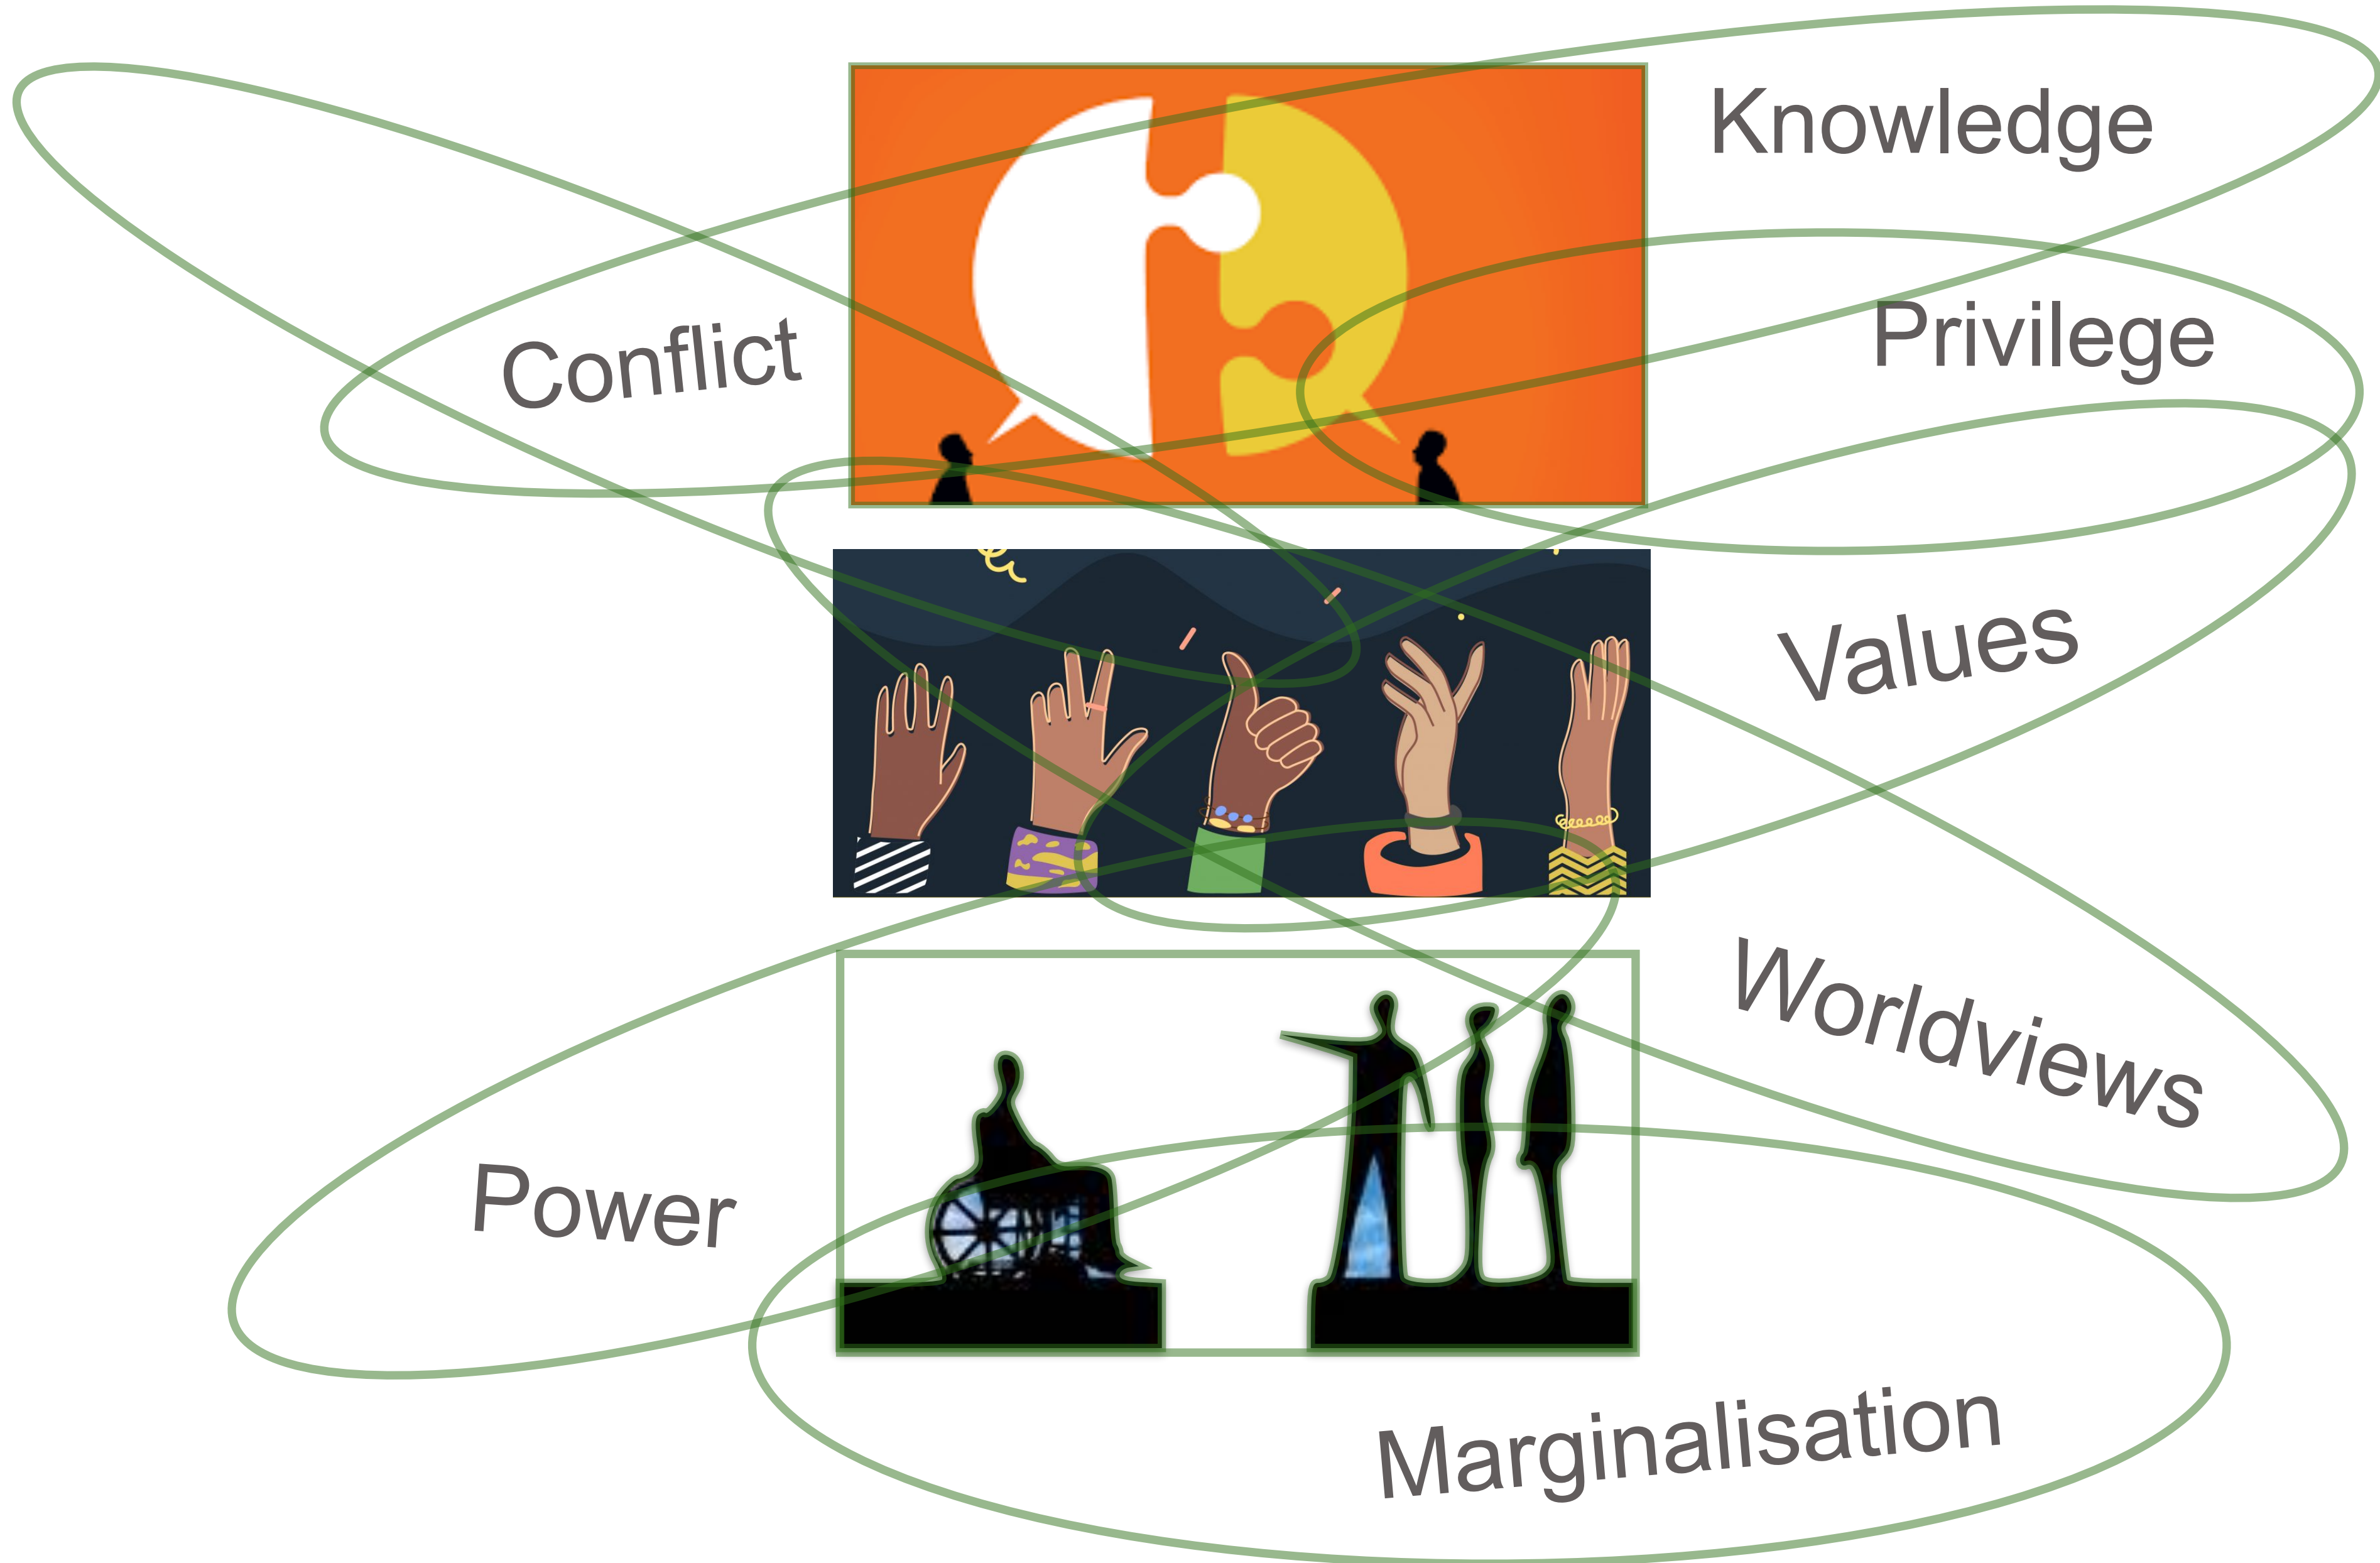 Knowledge
Privilege
Conflict
Values
Worldviews
Power
Marginalisation